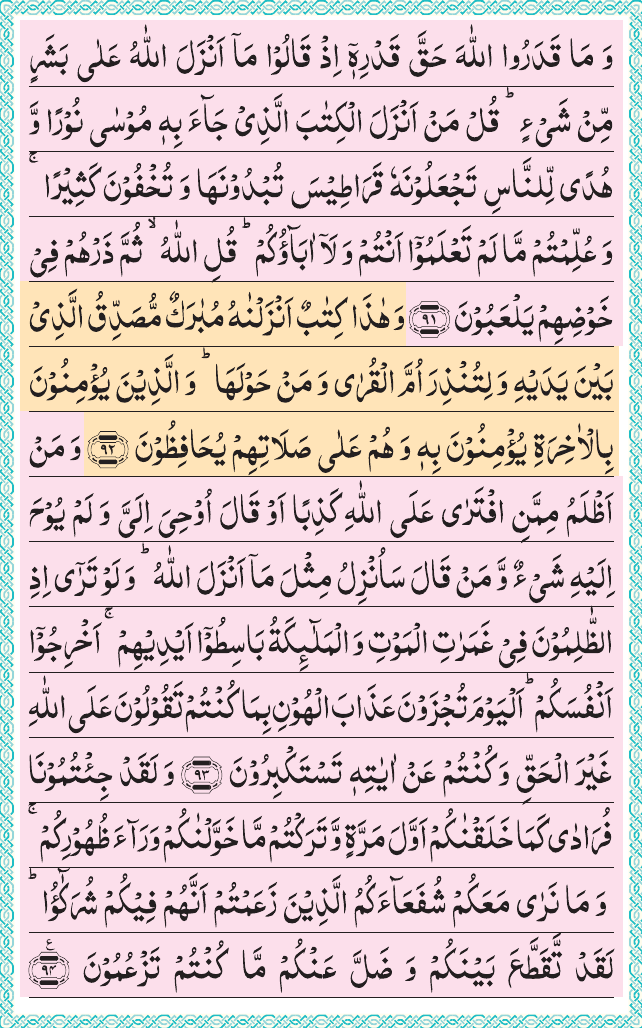 وَ مَا قَدَرُوا اللّٰهَ حَقَّ قَدْرِهٖۤ اِذْ قَالُوْا مَاۤ اَنْزَلَ اللّٰهُ عَلٰى بَشَرٍ
مِّنْ شَیْءٍ ؕ قُلْ مَنْ اَنْزَلَ الْكِتٰبَ الَّذِیْ جَآءَ بِهٖ مُوْسٰى نُوْرًا وَّ
هُدًى لِّلنَّاسِ تَجْعَلُوْنَهٗ قَرَاطِیْسَ تُبْدُوْنَهَا وَ تُخْفُوْنَ كَثِیْرًا ۚ
وَ عُلِّمْتُمْ مَّا لَمْ تَعْلَمُوْۤا اَنْتُمْ وَ لَاۤ اٰبَآؤُكُمْ ؕ قُلِ اللّٰهُ ۙ ثُمَّ ذَرْهُمْ فِیْ
خَوْضِهِمْ یَلْعَبُوْنَ ﴿۹۱﴾ وَ هٰذَا كِتٰبٌ اَنْزَلْنٰهُ مُبٰرَكٌ مُّصَدِّقُ الَّذِیْ
بَیْنَ یَدَیْهِ وَ لِتُنْذِرَ اُمَّ الْقُرٰى وَ مَنْ حَوْلَهَا ؕ وَ الَّذِیْنَ یُؤْمِنُوْنَ
بِالْاٰخِرَةِ یُؤْمِنُوْنَ بِهٖ وَ هُمْ عَلٰى صَلَاتِهِمْ یُحَافِظُوْنَ ﴿۹۲﴾ وَ مَنْ
اَظْلَمُ مِمَّنِ افْتَرٰى عَلَى اللّٰهِ كَذِبًا اَوْ قَالَ اُوْحِیَ اِلَیَّ وَ لَمْ یُوْحَ
اِلَیْهِ شَیْءٌ وَّ مَنْ قَالَ سَاُنْزِلُ مِثْلَ مَاۤ اَنْزَلَ اللّٰهُ ؕ وَ لَوْ تَرٰۤى اِذِ
الظّٰلِمُوْنَ فِیْ غَمَرٰتِ الْمَوْتِ وَ الْمَلٰٓىِٕكَةُ بَاسِطُوْۤا اَیْدِیْهِمْ ۚ اَخْرِجُوْۤا
اَنْفُسَكُمْ ؕ اَلْیَوْمَ تُجْزَوْنَ عَذَابَ الْهُوْنِ بِمَا كُنْتُمْ تَقُوْلُوْنَ عَلَى اللّٰهِ
غَیْرَ الْحَقِّ وَ كُنْتُمْ عَنْ اٰیٰتِهٖ تَسْتَكْبِرُوْنَ ﴿۹۳﴾ وَ لَقَدْ جِئْتُمُوْنَا
فُرَادٰى كَمَا خَلَقْنٰكُمْ اَوَّلَ مَرَّةٍ وَّ تَرَكْتُمْ مَّا خَوَّلْنٰكُمْ وَرَآءَ ظُهُوْرِكُمْ ۚ
وَ مَا نَرٰى مَعَكُمْ شُفَعَآءَكُمُ الَّذِیْنَ زَعَمْتُمْ اَنَّهُمْ فِیْكُمْ شُرَكٰٓؤُا ؕ
لَقَدْ تَّقَطَّعَ بَیْنَكُمْ وَ ضَلَّ عَنْكُمْ مَّا كُنْتُمْ تَزْعُمُوْنَ ﴿۹۴﴾ ع